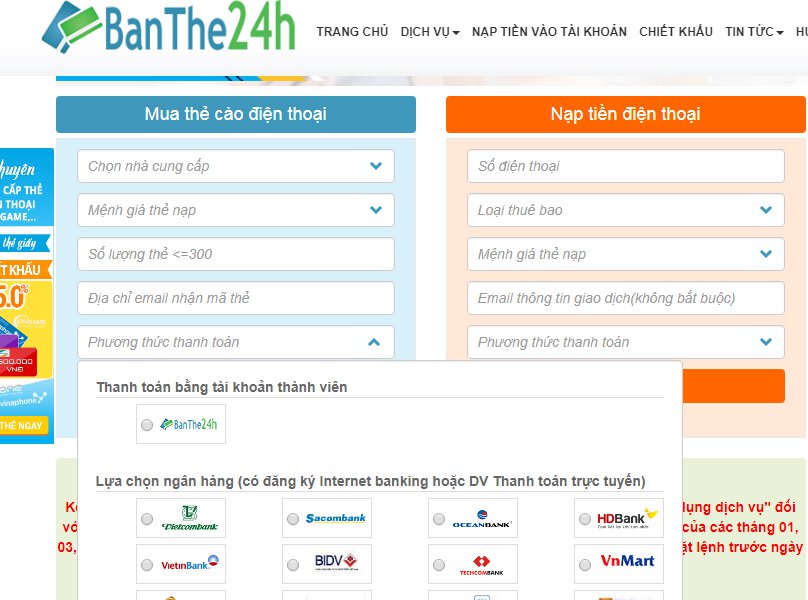 BanThe24h
TRANG CHỦ DỊCH VỤ NẠP TIỀN VÀO TÀI KHOẢN CHIẾT KHẤU TIN TỨC
Mua thẻ cào điện thoại
Chọn nhà cung cấp
Mệnh giá thẻ nạp
Số lượng thẻ <=300
Địa chỉ email nhận mã thẻ
Phương thức thanh toán
Nạp tiền điện thoại
Số điện thoại
Loại thuê bao
Mệnh giá thẻ nạp
Email thông tin giao dịch(không bắt buộc)
Phương thức thanh toán
Thanh toán bằng tài khoản thành viên
BanThe24h
Lựa chọn ngân hàng (có đăng ký Internet banking hoặc DV Thanh toán trực tuyến)
Vietcombank
Sacombank
OCEANBANK
HDBank
VietinBank
BIDV
TECHCOMBANK
VnMart
CẤP THẺ
THOẠI
GAME,...
thẻ giấy
KHẤU
5.0%
500.000
VNĐ
vinaphone
THẺ NGAY
dụng dịch vụ" đối
của các tháng 01,
03,
đặt lệnh trước ngày